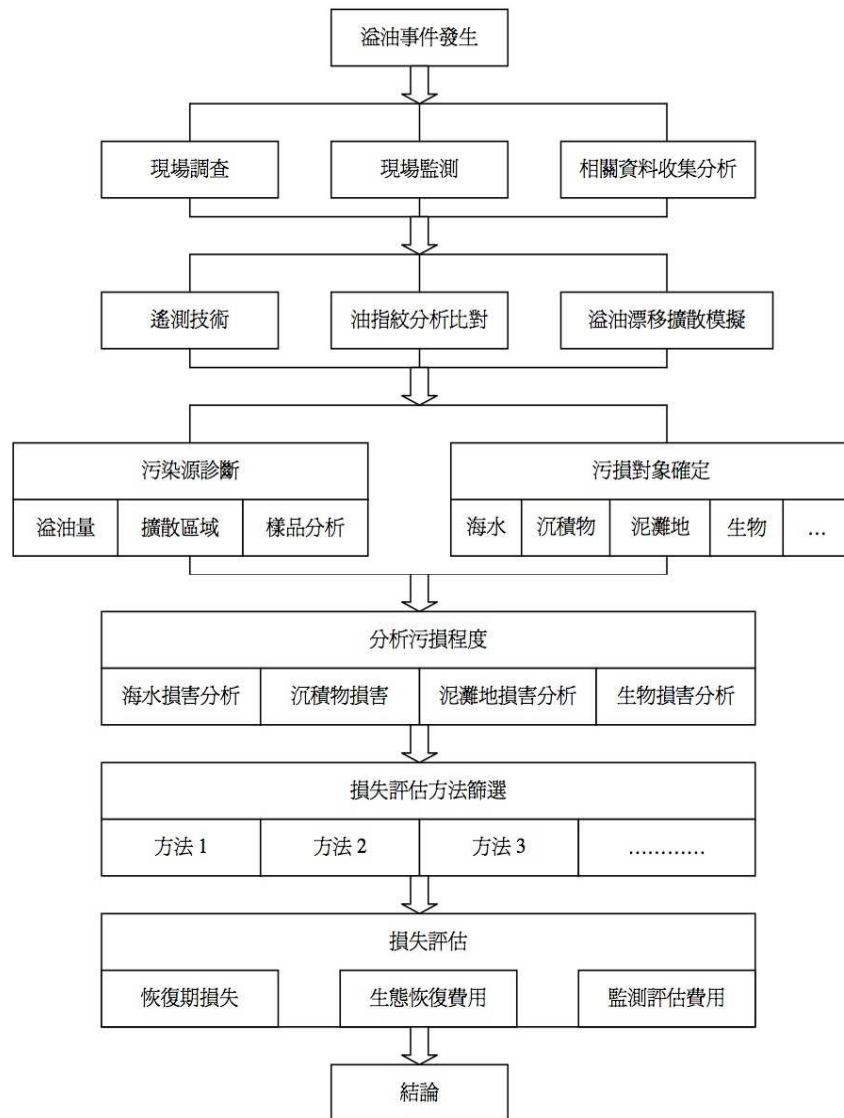 溢油事件發生
現場調查
現場監測
相關資料收集分析
遙測技術
油指紋分析比對
溢油漂移擴散模擬
污染源診斷
溢油量
擴散區域
樣品分析
污損對象確定
海水
沉積物
泥灘地
生物
…
分析污損程度
海水損害分析
沉積物損害
泥灘地損害分析
生物損害分析
損失評估方法篩選
方法 1
方法 2
方法 3
…………
損失評估
恢復期損失
生態恢復費用
監測評估費用
結論